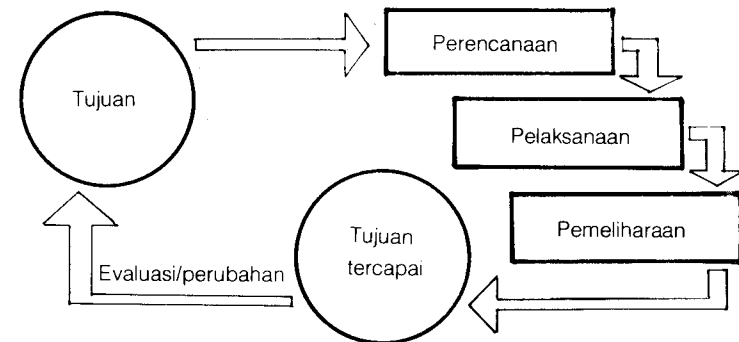 Tujuan
Perencanaan
Pelaksanaan
Pemeliharaan
Tujuan
tercapai
Evaluasi/perubahan